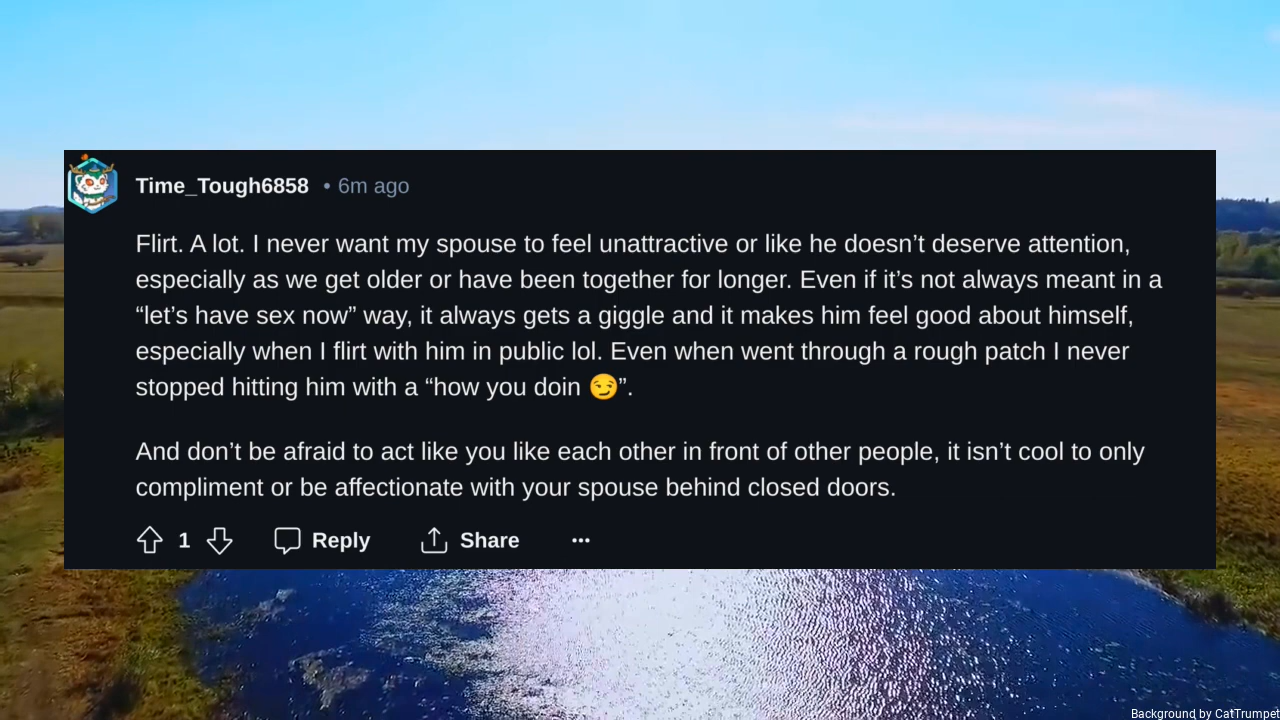 Time_Tough6858 • 6m ago
Flirt. A lot. I never want my spouse to feel unattractive or like he doesn’t deserve attention,
especially as we get older or have been together for longer. Even if it’s not always meant in a
“let’s have sex now” way, it always gets a giggle and it makes him feel good about himself,
especially when I flirt with him in public lol. Even when went through a rough patch I never
stopped hitting him with a “how you doin 😏”.
And don’t be afraid to act like you like each other in front of other people, it isn’t cool to only
compliment or be affectionate with your spouse behind closed doors.
1 Reply Share ···
Background by CatTrumpet